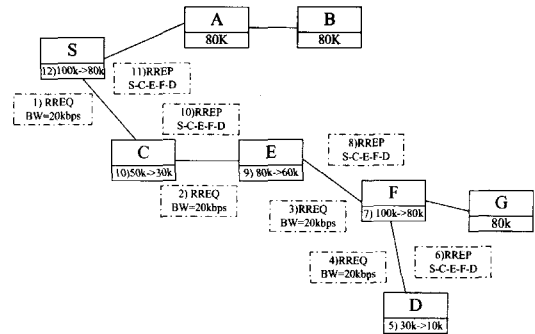 A
80K
B
80K
S
12)100k->80k
11)RREP
S-C-E-F-D
1) RREQ
BW=20kbps
10)RREP
S-C-E-F-D
C
10)50k->30k
E
9) 80k->60k
8)RREP
S-C-E-F-D
2) RREQ
BW=20kbps
F
7) 100k->80k
G
80k
3)RREQ
BW=20kbps
4)RREQ
BW=20kbps
6)RREP
S-C-E-F-D
D
5) 30k->10k